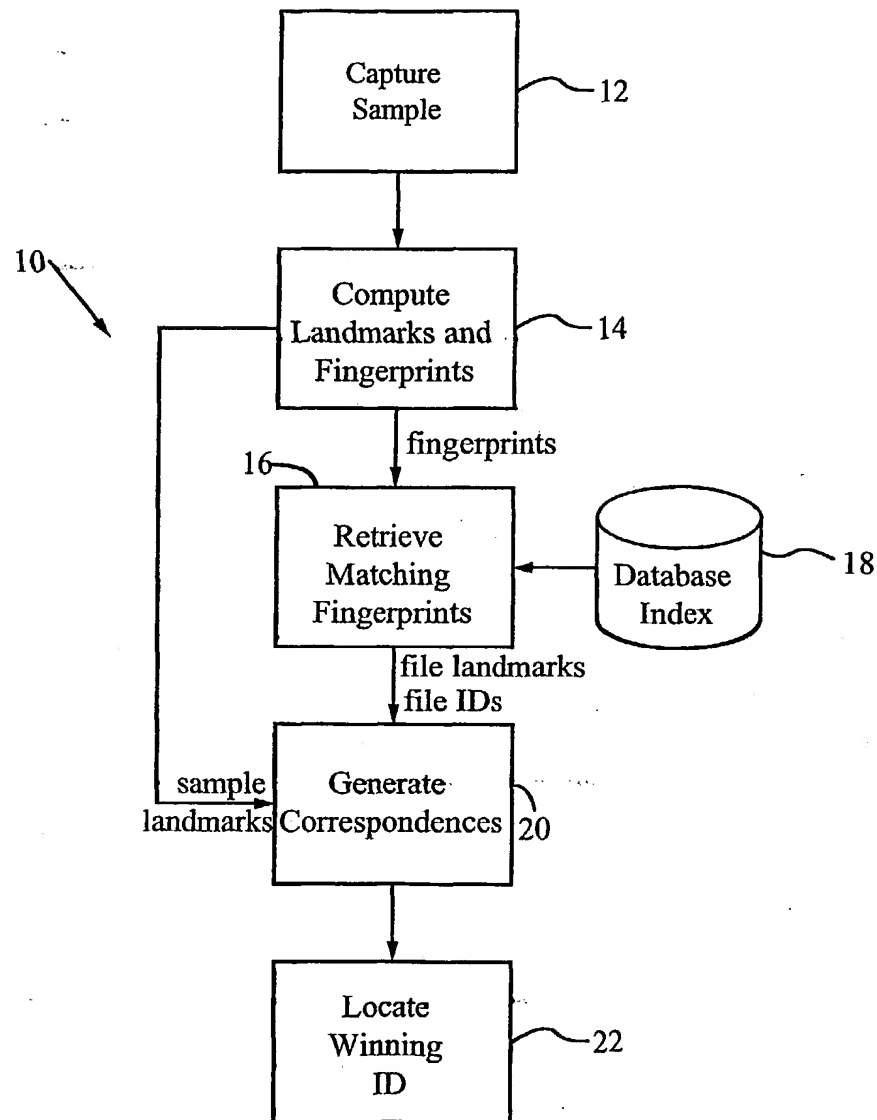 Capture
Sample
12
10
Compute
Landmarks and
Fingerprints
14
fingerprints
16
Retrieve
Matching
Fingerprints
Database
Index
18
file landmarks
file IDs
sample
landmarks
Generate
Correspondences
20
Locate
Winning
ID
22